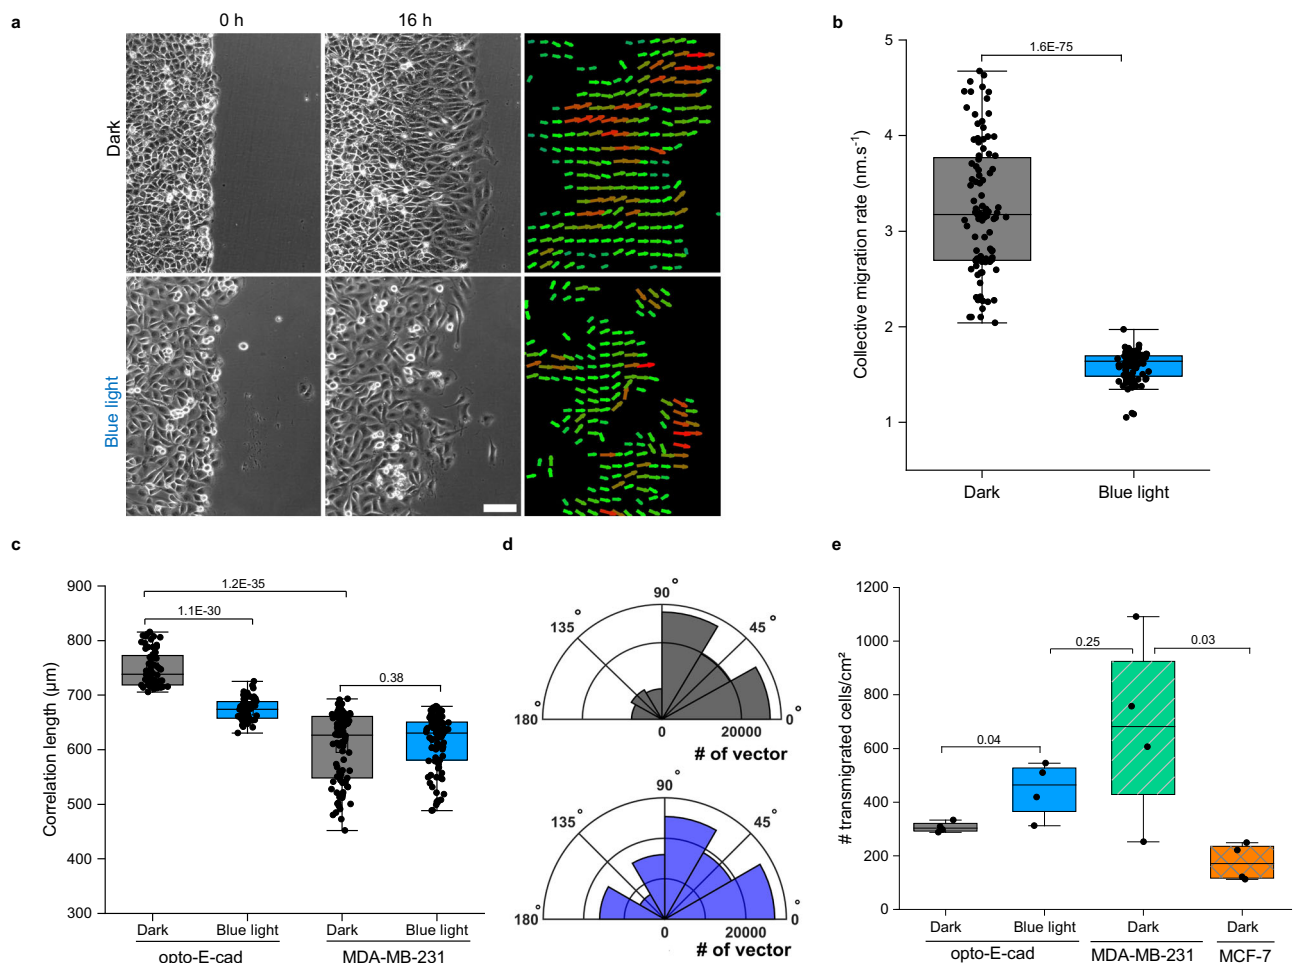 a
0 h
16 h
Dark
Blue light
b
5
4
3
2
1
Collective migration rate (nm.s⁻¹)
1.6E-75
Dark
Blue light
c
900
800
700
600
500
400
300
Correlation length (µm)
1.2E-35
1.1E-30
0.38
Dark
Blue light
Dark
Blue light
opto-E-cad
MDA-MB-231
d
90°
135°
45°
180°
0°
0
20000
# of vector
90°
135°
45°
180°
0°
0
20000
# of vector
e
1200
1000
800
600
400
200
0
# transmigrated cells/cm²
0.04
0.25
0.03
Dark
Blue light
Dark
Dark
opto-E-cad
MDA-MB-231
MCF-7